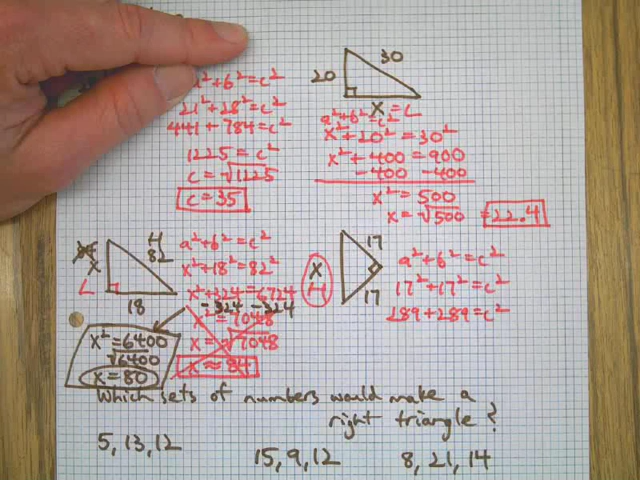 a²+b²=c²
21²+28²=c²
441+784=c²
1225=c²
c=√1225
c=35
30
20
X=L
a²+b²=c²
x²+20²=30²
x²+400=900
-400 -400
x²=500
x=√500 =22.4
H
82
X
L
18
a²+b²=c²
x²+18²=82²
x²+324=6724
-324 -324
x²=7048
x=√7048
x≈84
x²=6400
√6400
x=80
17
X
H
17
a²+b²=c²
17²+17²=c²
289+289=c²
Which sets of numbers would make a
right triangle?
5,13,12
15,9,12
8,21,14